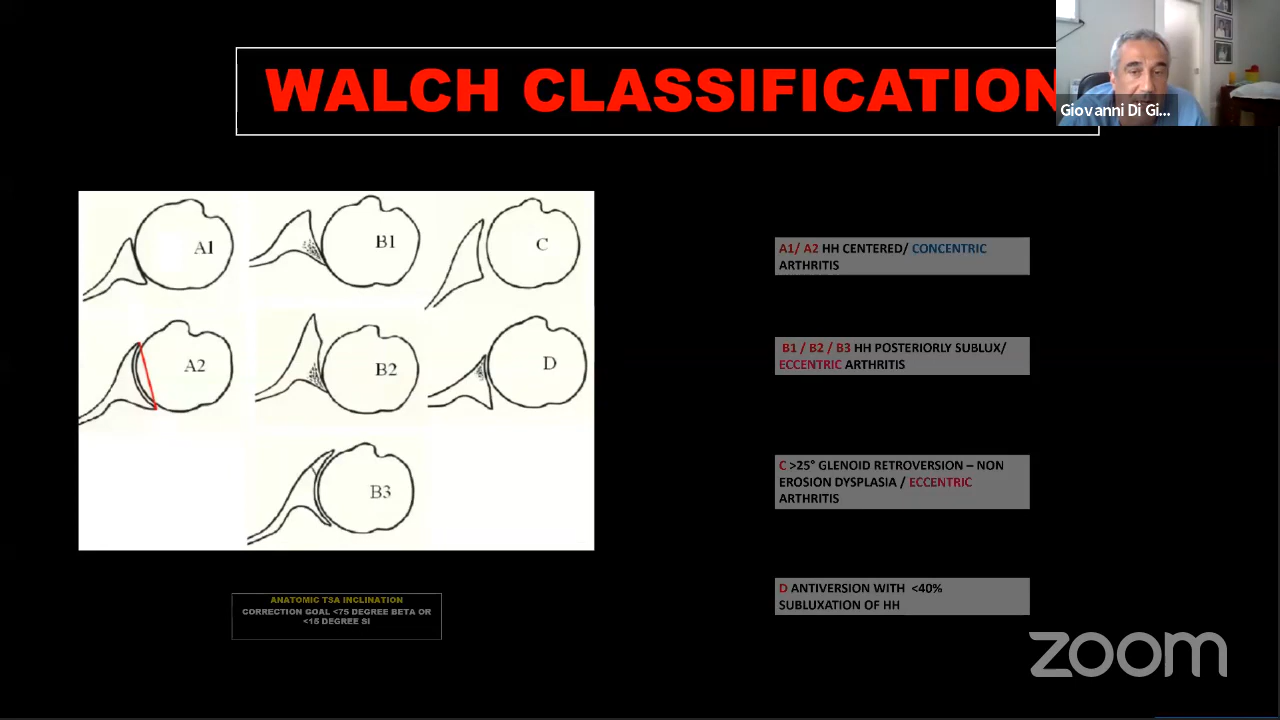 WALCH CLASSIFICATION
Giovanni Di Gi...
A1
B1
C
A2
B2
D
B3
A1/ A2 HH CENTERED/ CONCENTRIC
ARTHRITIS
B1 / B2 / B3 HH POSTERIORLY SUBLUX/
ECCENTRIC ARTHRITIS
C >25° GLENOID RETROVERSION – NON
EROSION DYSPLASIA / ECCENTRIC
ARTHRITIS
D ANTIVERSION WITH <40%
SUBLUXATION OF HH
ANATOMIC TSA INCLINATION
CORRECTION GOAL <75 DEGREE BETA OR
<15 DEGREE SI
zoom